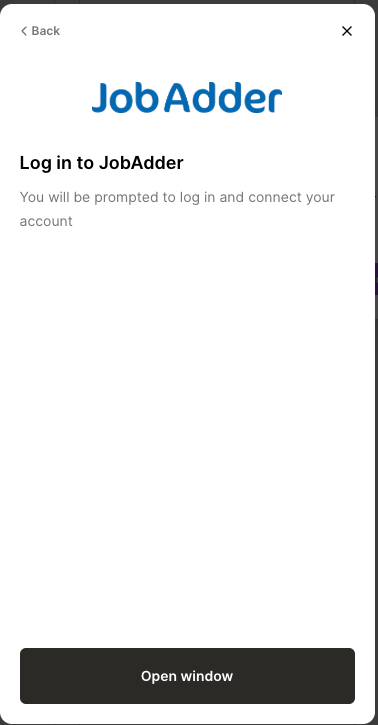 Back
JobAdder
Log in to JobAdder
You will be prompted to log in and connect your
account
Open window